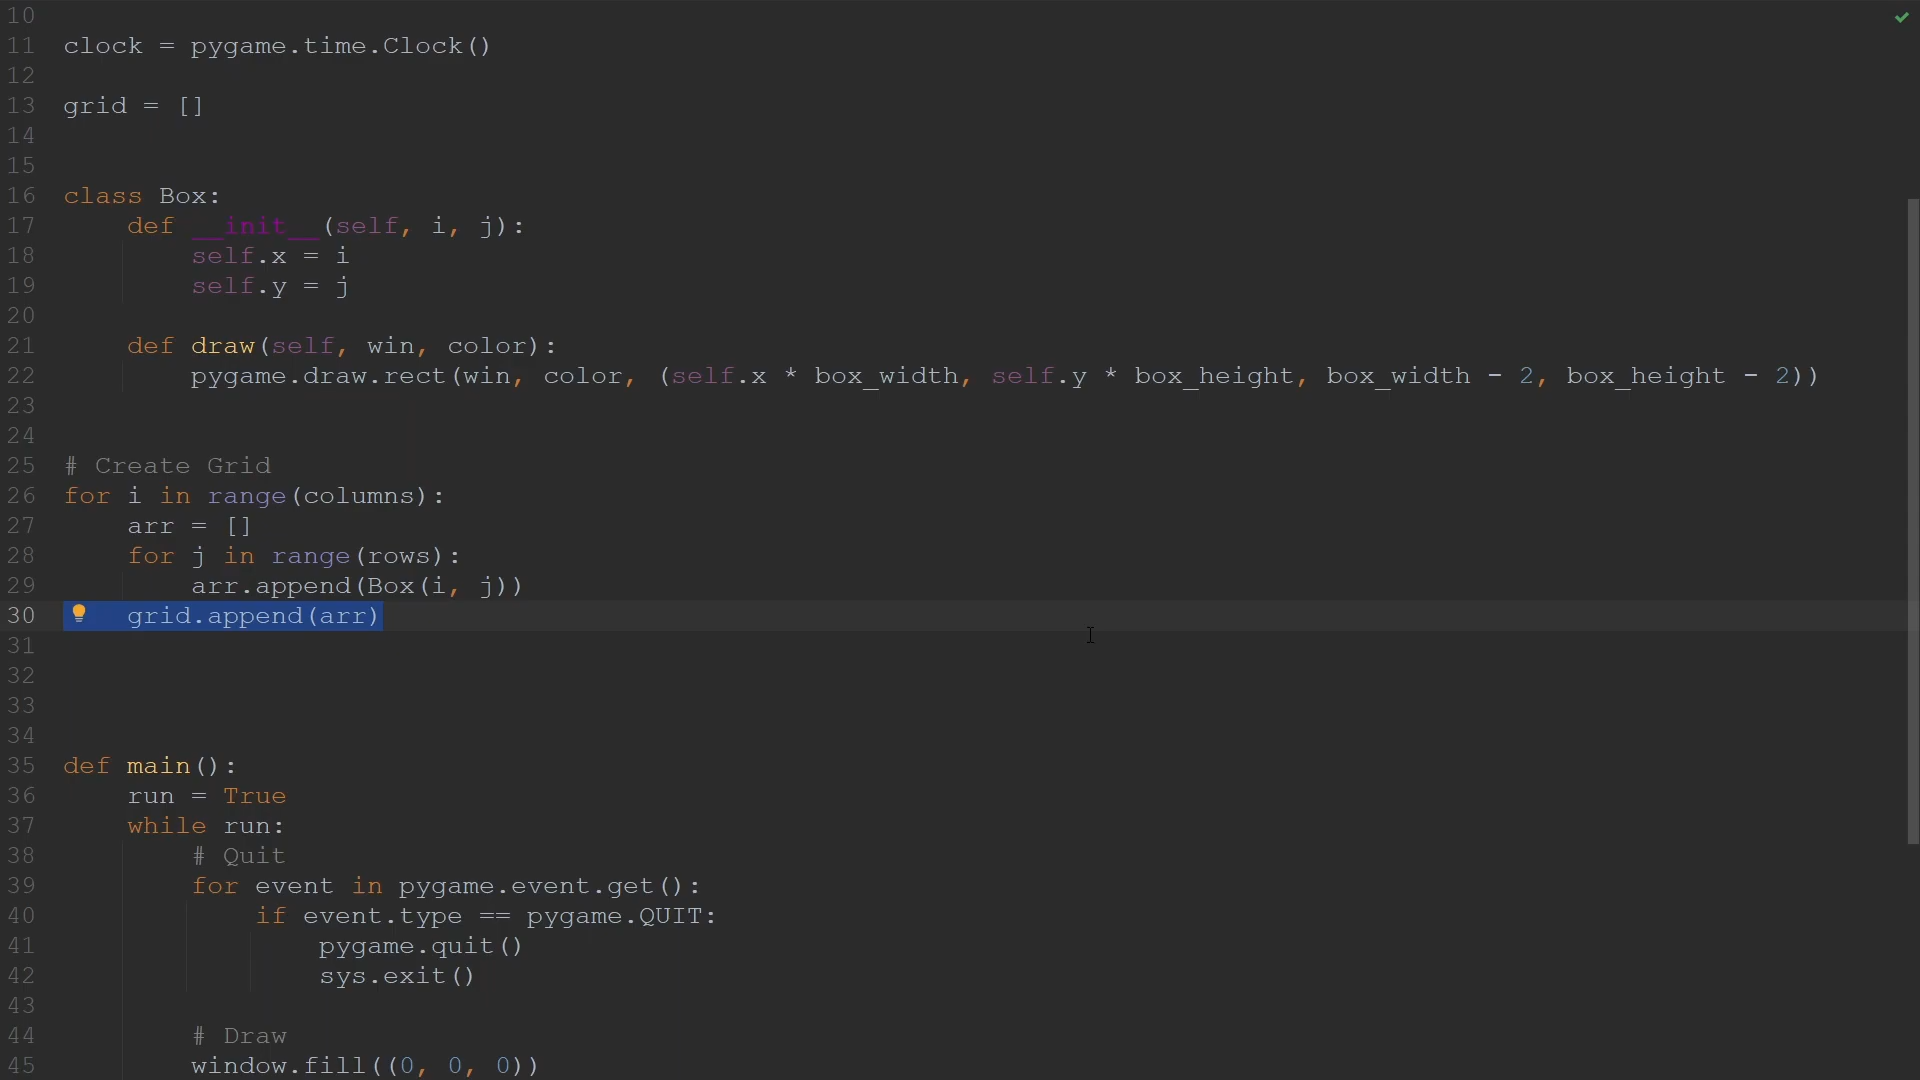 10
11 clock = pygame.time.Clock()
12
13 grid = []
14
15
16 class Box:
17     def __init__(self, i, j):
18         self.x = i
19         self.y = j
20
21     def draw(self, win, color):
22         pygame.draw.rect(win, color, (self.x * box_width, self.y * box_height, box_width - 2, box_height - 2))
23
24
25 # Create Grid
26 for i in range(columns):
27     arr = []
28     for j in range(rows):
29         arr.append(Box(i, j))
30     grid.append(arr)
31
32
33
34
35 def main():
36     run = True
37     while run:
38         # Quit
39         for event in pygame.event.get():
40             if event.type == pygame.QUIT:
41                 pygame.quit()
42                 sys.exit()
43
44         # Draw
45         window.fill((0, 0, 0))